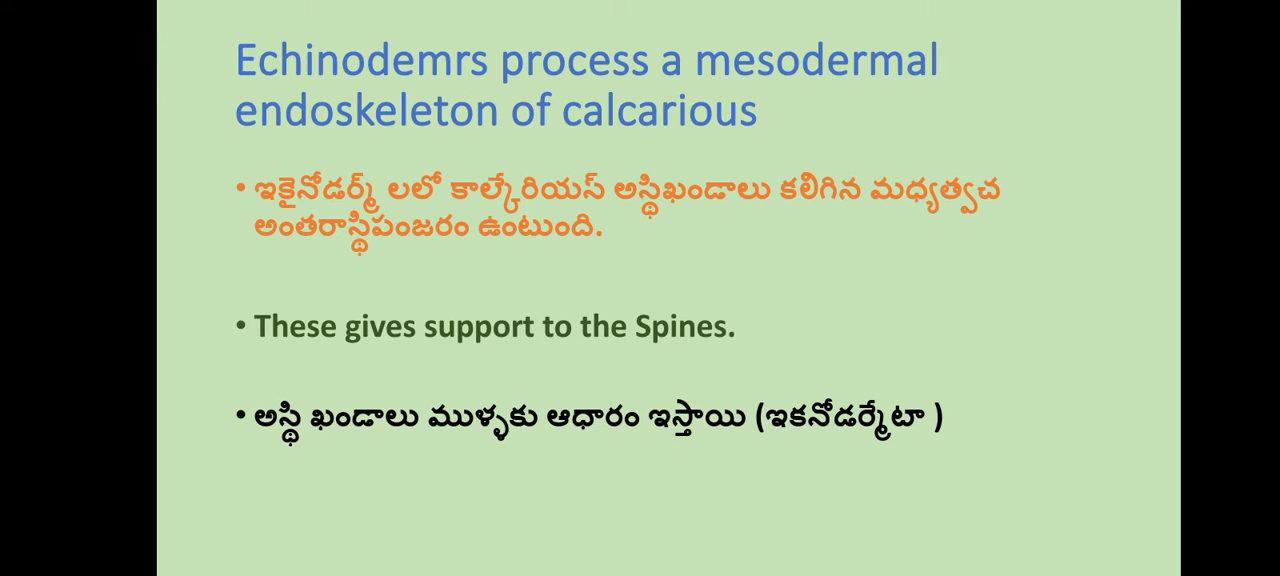 Echinodemrs process a mesodermal
endoskeleton of calcarious
• ఇకైనోడర్మ్ లలో కాల్కేరియస్ అస్థిఖండాలు కలిగిన మధ్యత్వచ
అంతరాస్థిపంజరం ఉంటుంది.
• These gives support to the Spines.
• అస్థి ఖండాలు ముళ్ళకు ఆధారం ఇస్తాయి (ఇకనోడర్మేటా )